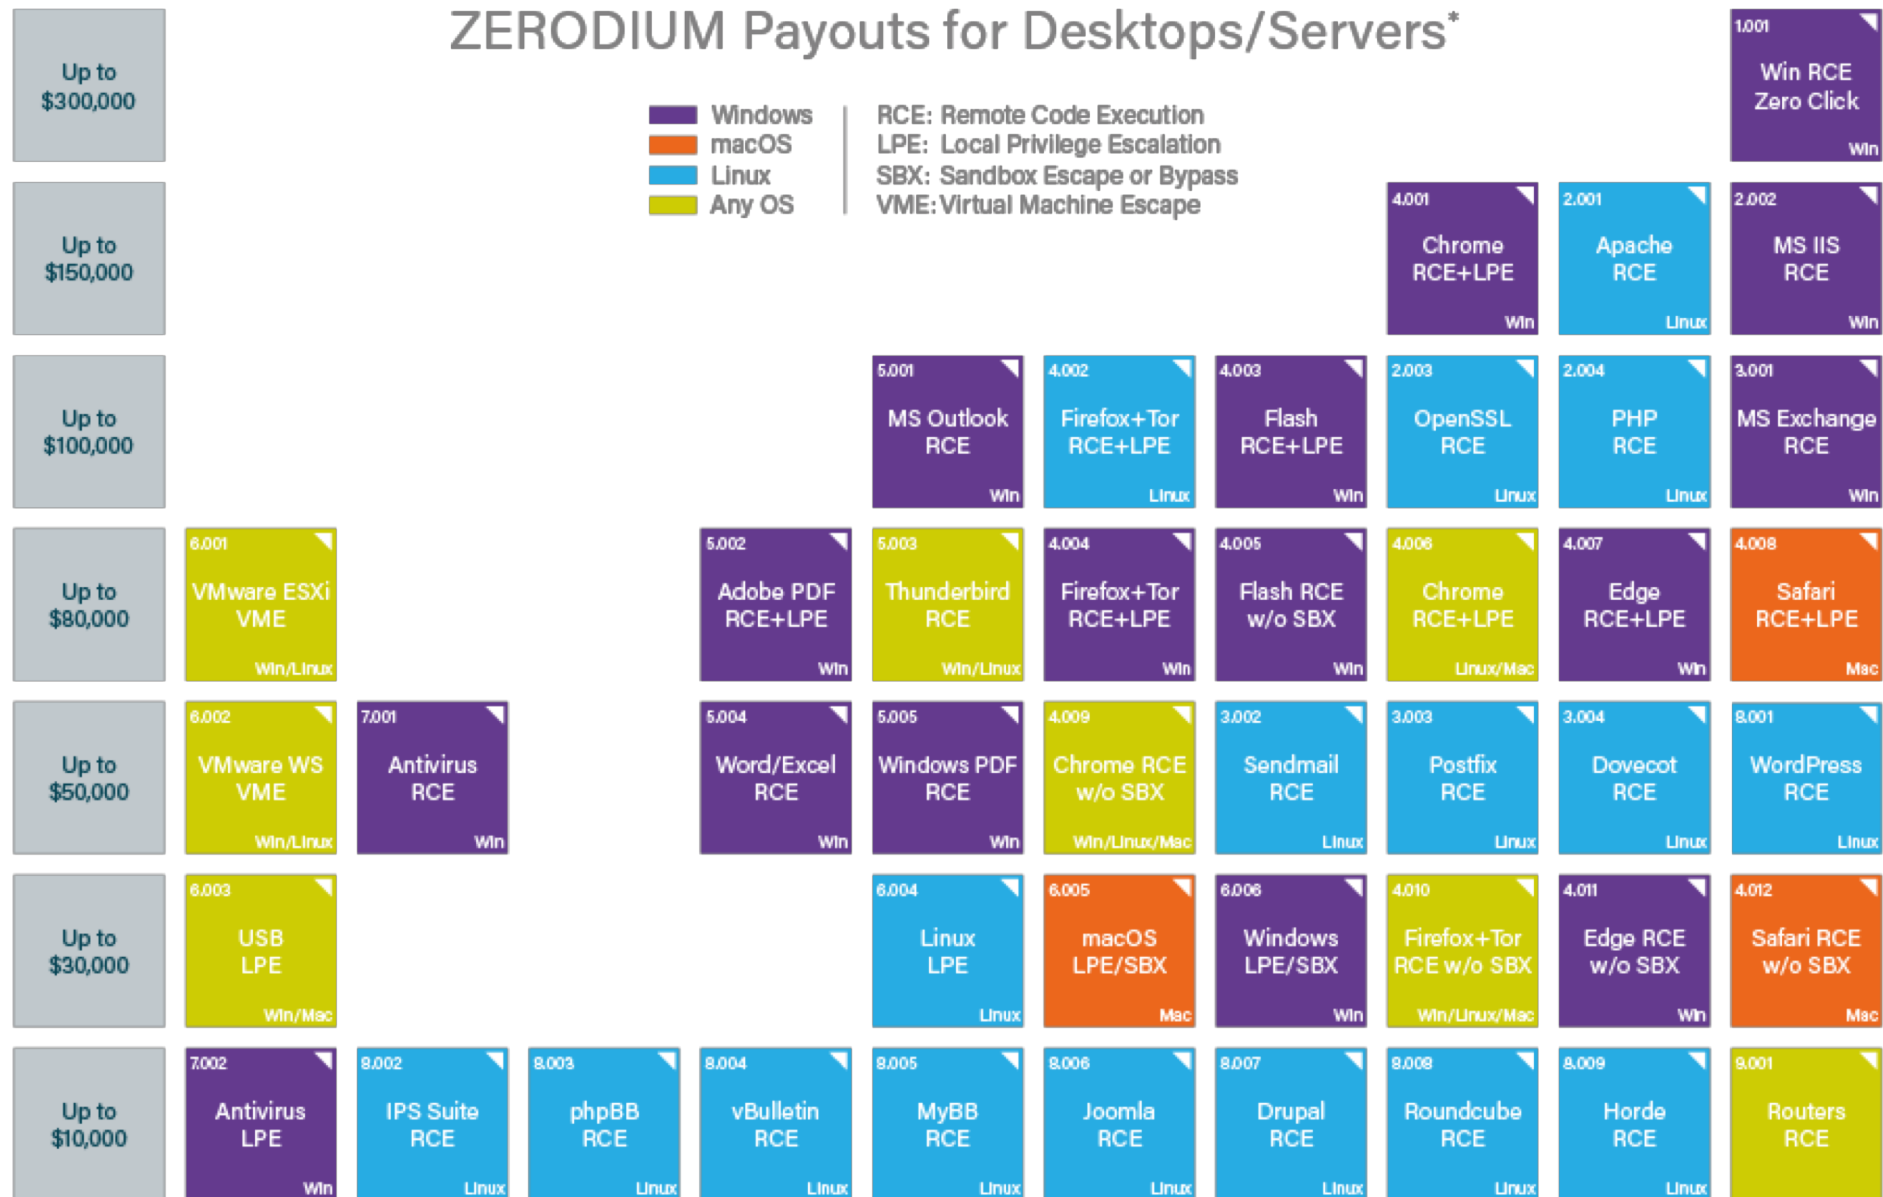 ZERODIUM Payouts for Desktops/Servers*
Windows
macOS
Linux
Any OS
RCE: Remote Code Execution
LPE: Local Privilege Escalation
SBX: Sandbox Escape or Bypass
VME: Virtual Machine Escape
Up to
$300,000
1.001
Win RCE
Zero Click
Win
Up to
$150,000
4.001
Chrome
RCE+LPE
Win
2.001
Apache
RCE
Linux
2.002
MS IIS
RCE
Win
Up to
$100,000
5.001
MS Outlook
RCE
Win
4.002
Firefox+Tor
RCE+LPE
Linux
4.003
Flash
RCE+LPE
Win
2.003
OpenSSL
RCE
Linux
2.004
PHP
RCE
Linux
3.001
MS Exchange
RCE
Win
Up to
$80,000
6.001
VMware ESXi
VME
Win/Linux
5.002
Adobe PDF
RCE+LPE
Win
5.003
Thunderbird
RCE
Win/Linux
4.004
Firefox+Tor
RCE+LPE
Win
4.005
Flash RCE
w/o SBX
Win
4.006
Chrome
RCE+LPE
Linux/Mac
4.007
Edge
RCE+LPE
Win
4.008
Safari
RCE+LPE
Mac
Up to
$50,000
6.002
VMware WS
VME
Win/Linux
7.001
Antivirus
RCE
Win
5.004
Word/Excel
RCE
Win
5.005
Windows PDF
RCE
Win
4.009
Chrome RCE
w/o SBX
Win/Linux/Mac
3.002
Sendmail
RCE
Linux
3.003
Postfix
RCE
Linux
3.004
Dovecot
RCE
Linux
8.001
WordPress
RCE
Linux
Up to
$30,000
6.003
USB
LPE
Win/Mac
6.004
Linux
LPE
Linux
6.005
macOS
LPE/SBX
Mac
6.006
Windows
LPE/SBX
Win
4.010
Firefox+Tor
RCE w/o SBX
Win/Linux/Mac
4.011
Edge RCE
w/o SBX
Win
4.012
Safari RCE
w/o SBX
Mac
Up to
$10,000
7.002
Antivirus
LPE
Win
8.002
IPS Suite
RCE
Linux
8.003
phpBB
RCE
Linux
8.004
vBulletin
RCE
Linux
8.005
MyBB
RCE
Linux
8.006
Joomla
RCE
Linux
8.007
Drupal
RCE
Linux
8.008
Roundcube
RCE
Linux
8.009
Horde
RCE
Linux
9.001
Routers
RCE